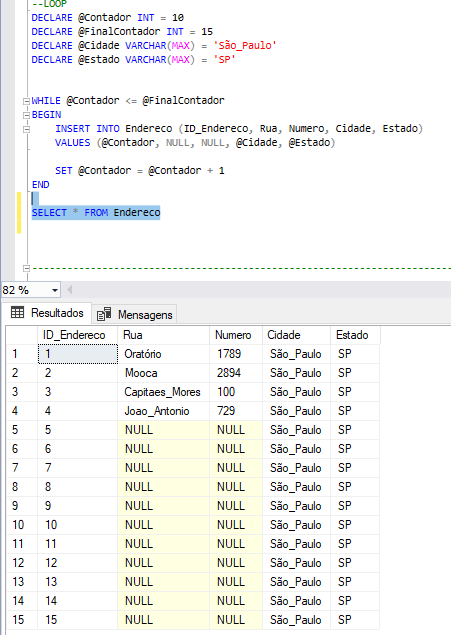 --LOOP
DECLARE @Contador INT = 10
DECLARE @FinalContador INT = 15
DECLARE @Cidade VARCHAR(MAX) = 'São_Paulo'
DECLARE @Estado VARCHAR(MAX) = 'SP'
WHILE @Contador <= @FinalContador
BEGIN
INSERT INTO Endereco (ID_Endereco, Rua, Numero, Cidade, Estado)
VALUES (@Contador, NULL, NULL, @Cidade, @Estado)
SET @Contador = @Contador + 1
END
SELECT * FROM Endereco
82 %
Resultados Mensagens
ID_Endereco Rua Numero Cidade Estado
1 1 Oratório 1789 São_Paulo SP
2 2 Mooca 2894 São_Paulo SP
3 3 Capitaes_Mores 100 São_Paulo SP
4 4 Joao_Antonio 729 São_Paulo SP
5 5 NULL NULL São_Paulo SP
6 6 NULL NULL São_Paulo SP
7 7 NULL NULL São_Paulo SP
8 8 NULL NULL São_Paulo SP
9 9 NULL NULL São_Paulo SP
10 10 NULL NULL São_Paulo SP
11 11 NULL NULL São_Paulo SP
12 12 NULL NULL São_Paulo SP
13 13 NULL NULL São_Paulo SP
14 14 NULL NULL São_Paulo SP
15 15 NULL NULL São_Paulo SP